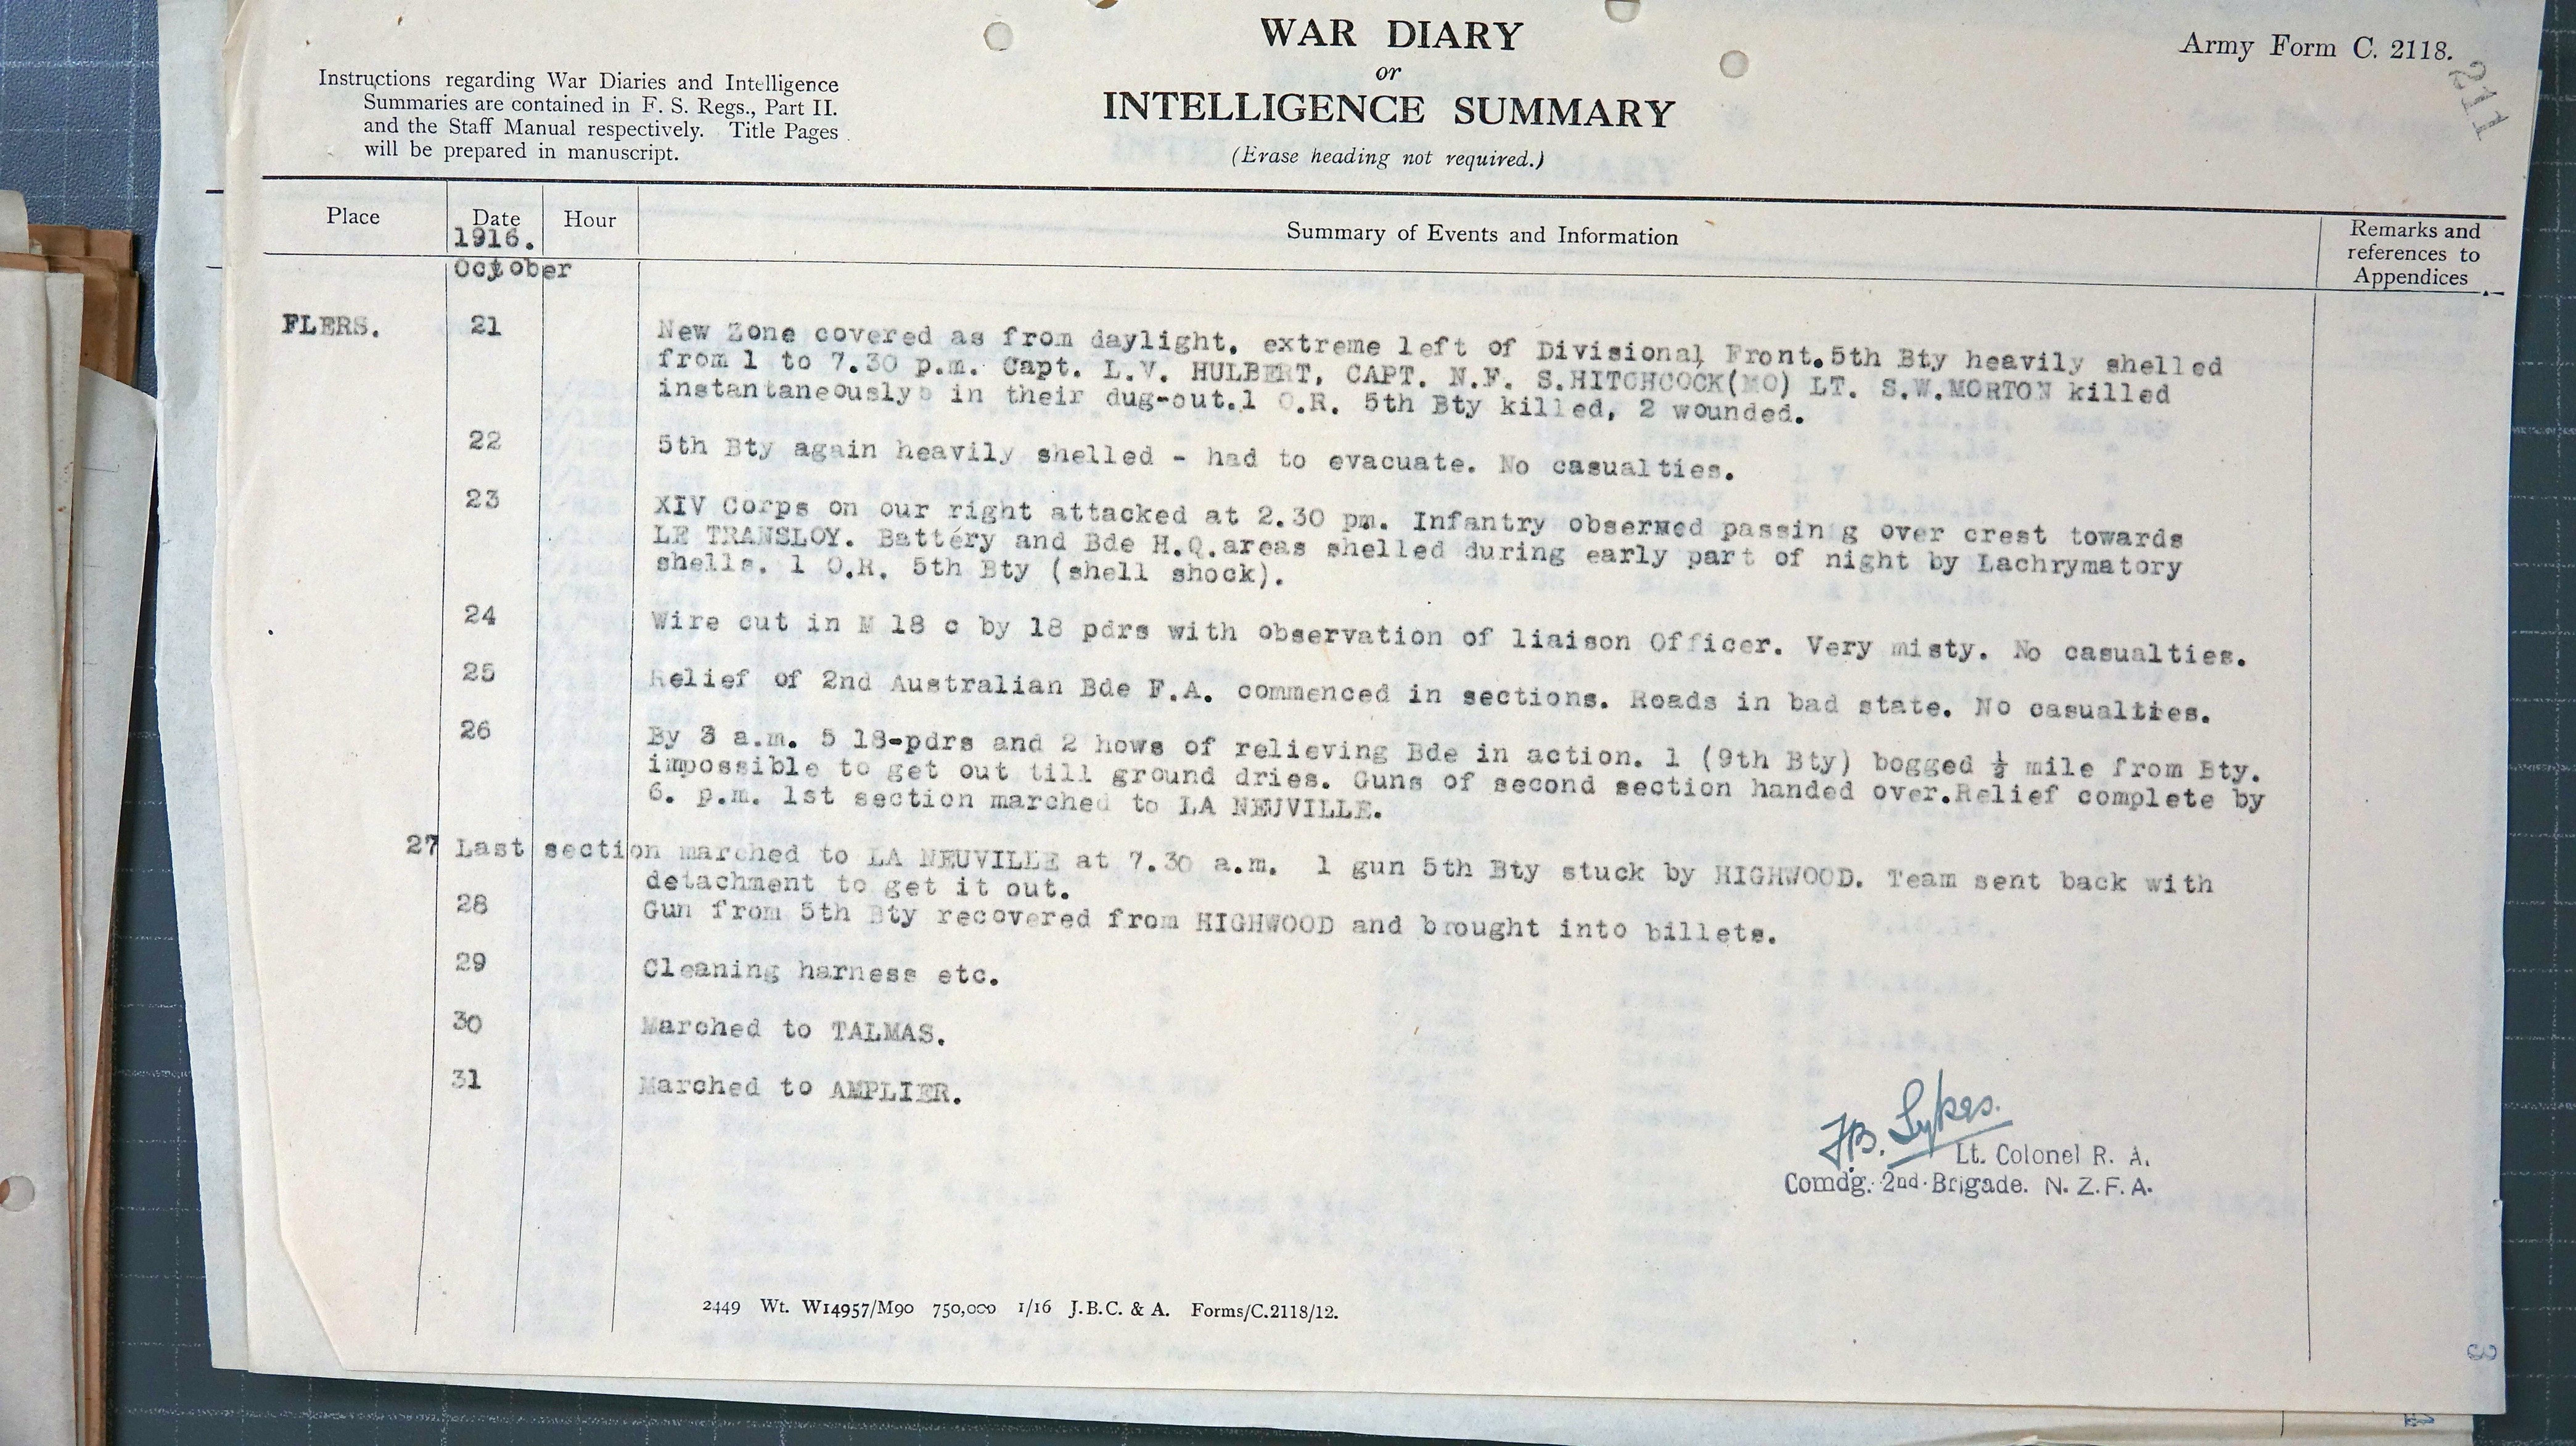 WAR DIARY
or
INTELLIGENCE SUMMARY
(Erase heading not required.)
Army Form C. 2118.
211
Instructions regarding War Diaries and Intelligence
Summaries are contained in F. S. Regs., Part II.
and the Staff Manual respectively. Title Pages
will be prepared in manuscript.
Place Date Hour Summary of Events and Information Remarks and
references to
Appendices
1916.
October
FLERS. 21 New Zone covered as from daylight, extreme left of Divisional Front.5th Bty heavily shelled
from 1 to 7.30 p.m. Capt. L.V. HULBERT, CAPT. N.F. S.HITCHCOCK(MO) LT. S.W.MORTON killed
instantaneously in their dug-out.1 O.R. 5th Bty killed, 2 wounded.
22 5th Bty again heavily shelled - had to evacuate. No casualties.
23 XIV Corps on our right attacked at 2.30 pm. Infantry observed passin g over crest towards
LE TRANSLOY. Battéry and Bde H.Q.areas shelled during early part of night by Lachrymatory
shells. 1 O.R. 5th Bty (shell shock).
24 Wire cut in M 18 c by 18 pdrs with observation of liaison Officer. Very misty. No casualties.
25 Relief of 2nd Australian Bde F.A. commenced in sections. Roads in bad state. No casualties.
26 By 3 a.m. 5 18-pdrs and 2 hows of relieving Bde in action. 1 (9th Bty) bogged ½ mile from Bty.
impossible to get out till ground dries. Guns of second section handed over.Relief complete by
6. p.m. 1st section marched to LA NEUVILLE.
27 Last section marched to LA NEUVILLE at 7.30 a.m. 1 gun 5th Bty stuck by HIGHWOOD. Team sent back with
detachment to get it out.
28 Gun from 5th Bty recovered from HIGHWOOD and brought into billets.
29 Cleaning harness etc.
30 Marched to TALMAS.
31 Marched to AMPLIER.
F.B. Sykes.
Lt. Colonel R. A.
Comdg. 2nd Brigade. N. Z. F. A.
2449 Wt. W14957/M90 750,000 1/16 J.B.C. & A. Forms/C.2118/12.
3